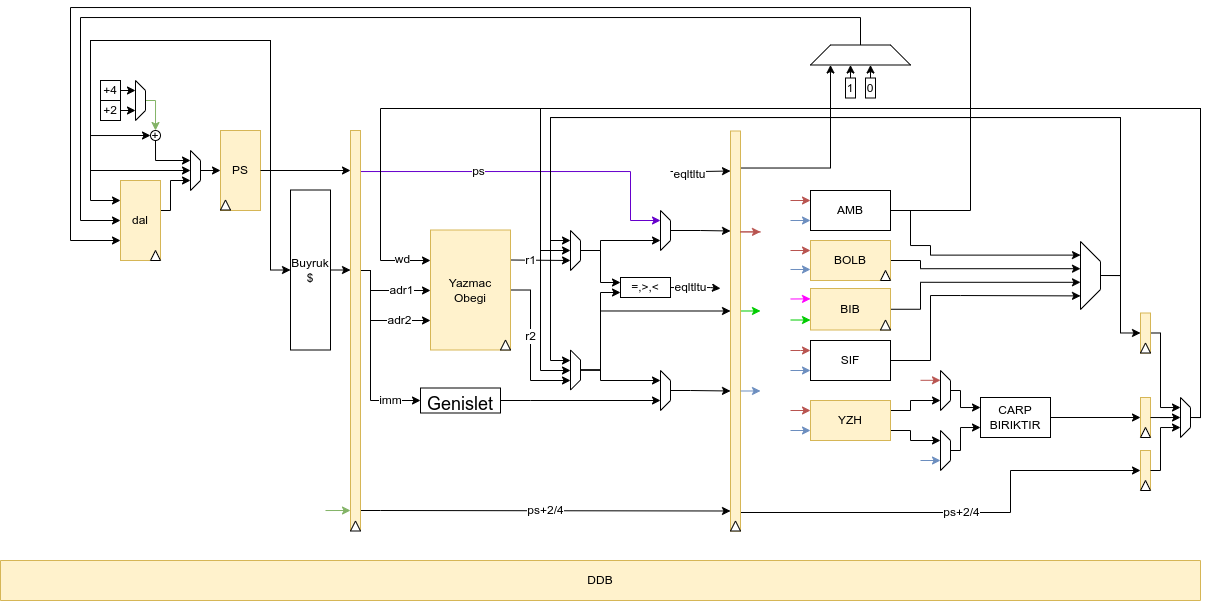 1
0
+4
+2
+
PS
dal
Buyruk
$
ps
eqltltu
AMB
BOLB
BIB
SIF
YZH
wd
adr1
adr2
Yazmac
Obegi
r1
r2
=,>,<
eqltltu
imm
Genislet
CARP
BIRIKTIR
ps+2/4
ps+2/4
DDB